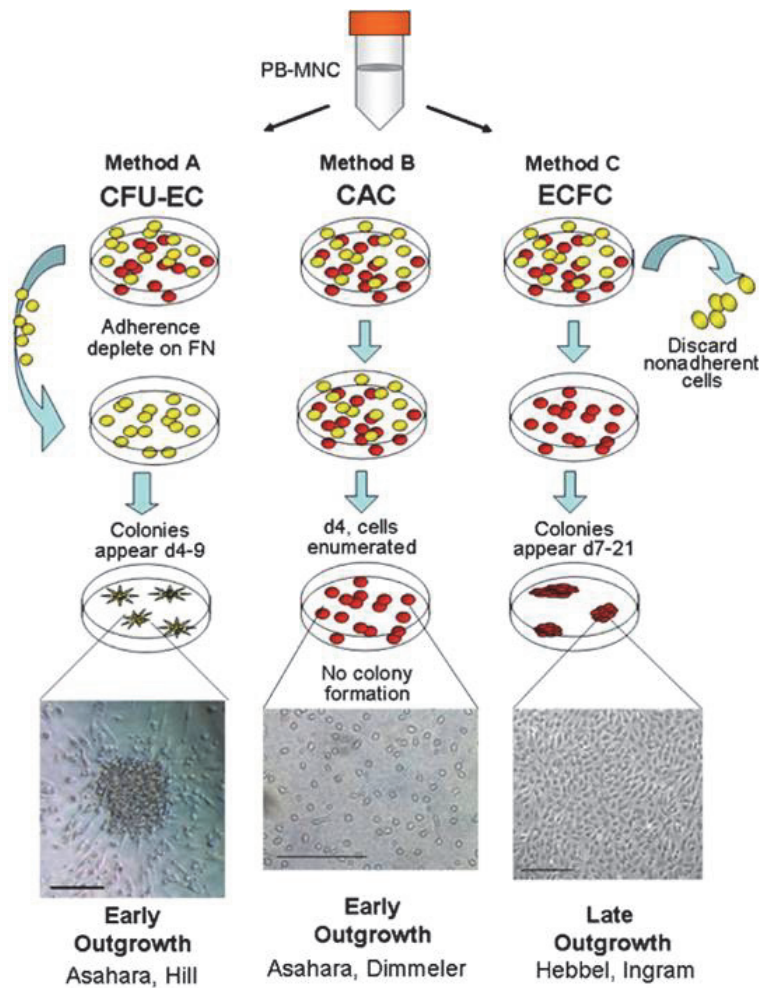 PB-MNC
Method A
CFU-EC
Method B
CAC
Method C
ECFC
Adherence
deplete on FN
Discard
nonadherent
cells
Colonies
appear d4-9
d4, cells
enumerated
Colonies
appear d7-21
No colony
formation
Early
Outgrowth
Asahara, Hill
Early
Outgrowth
Asahara, Dimmeler
Late
Outgrowth
Hebbel, Ingram